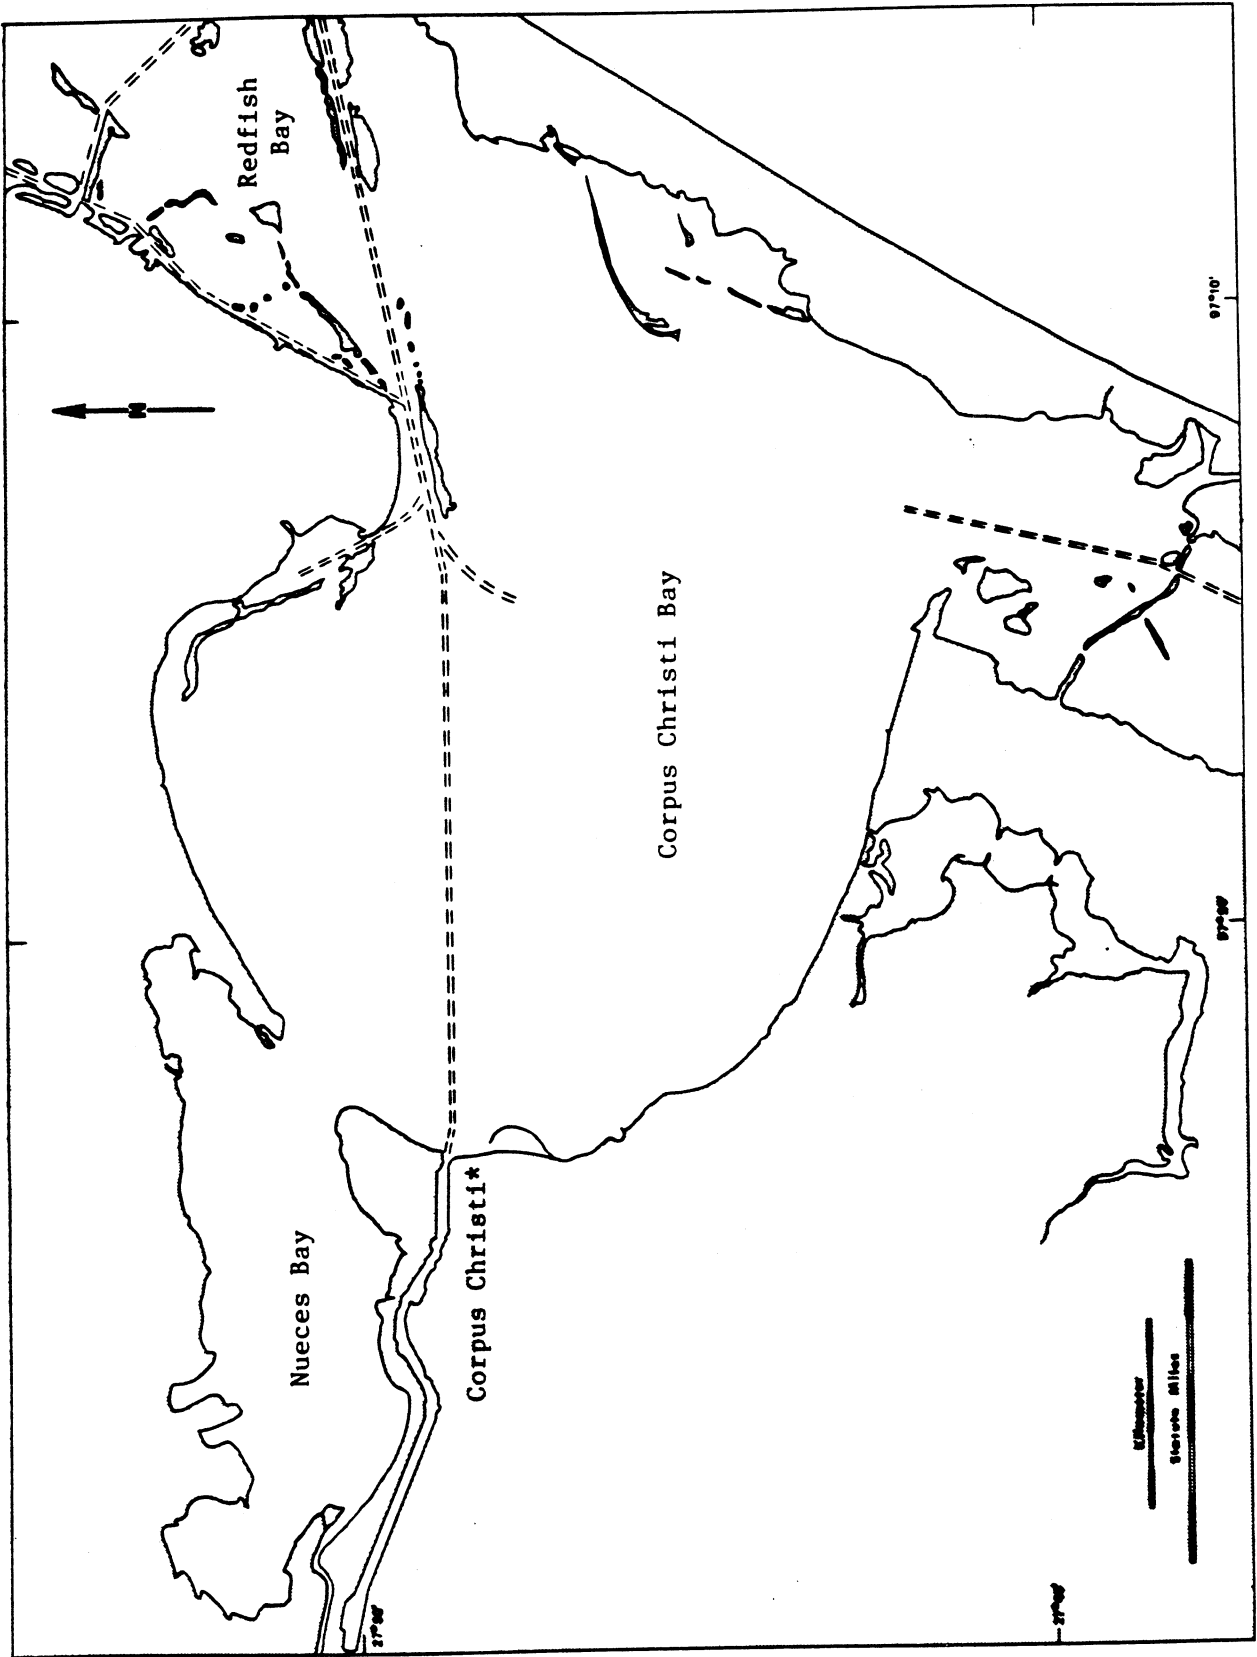 Redfish
Bay
N
Corpus Christi Bay
Nueces Bay
Corpus Christi*
97°10'
Kilometer
Statute Miles